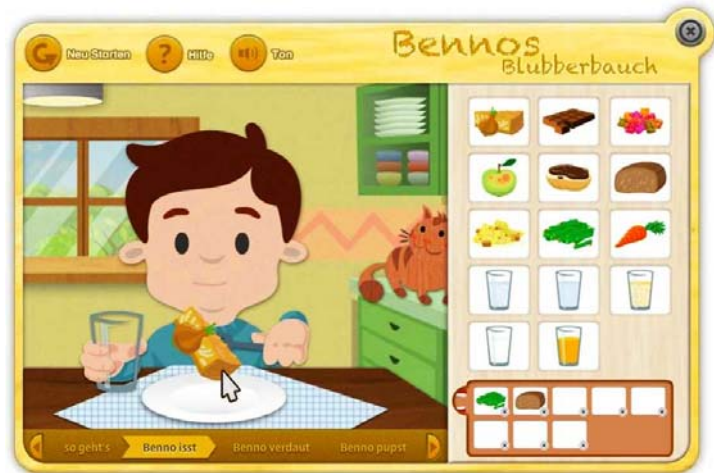 Neu Starten
Hilfe
Ton
Bennos
Blubberbauch
so geht's
Benno isst
Benno verdaut
Benno pupst